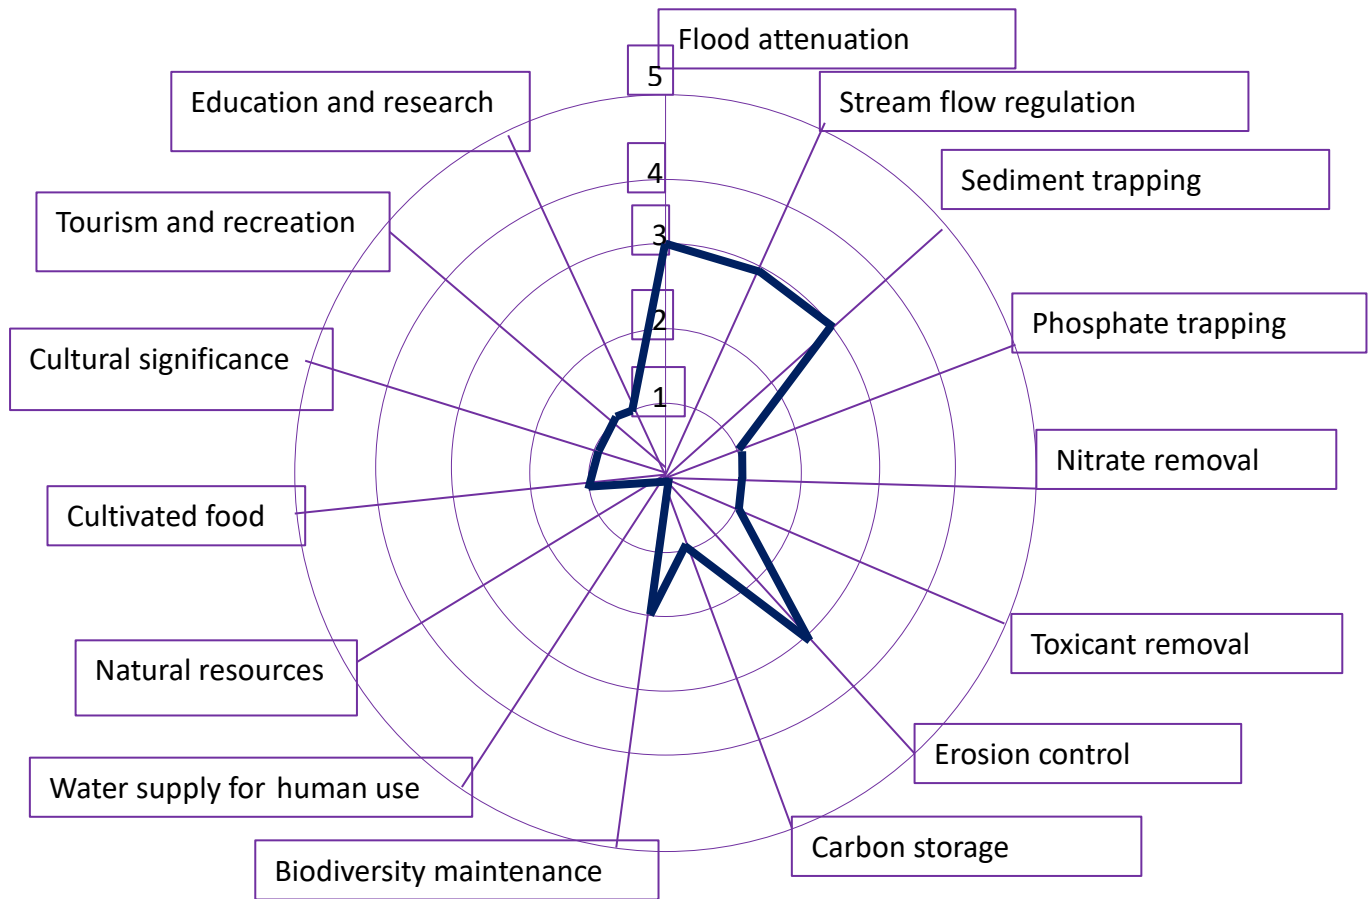 Flood attenuation
5
Education and research
Stream flow regulation
4
Sediment trapping
Tourism and recreation
3
2
Phosphate trapping
Cultural significance
1
Nitrate removal
Cultivated food
Toxicant removal
Natural resources
Erosion control
Water supply for human use
Carbon storage
Biodiversity maintenance